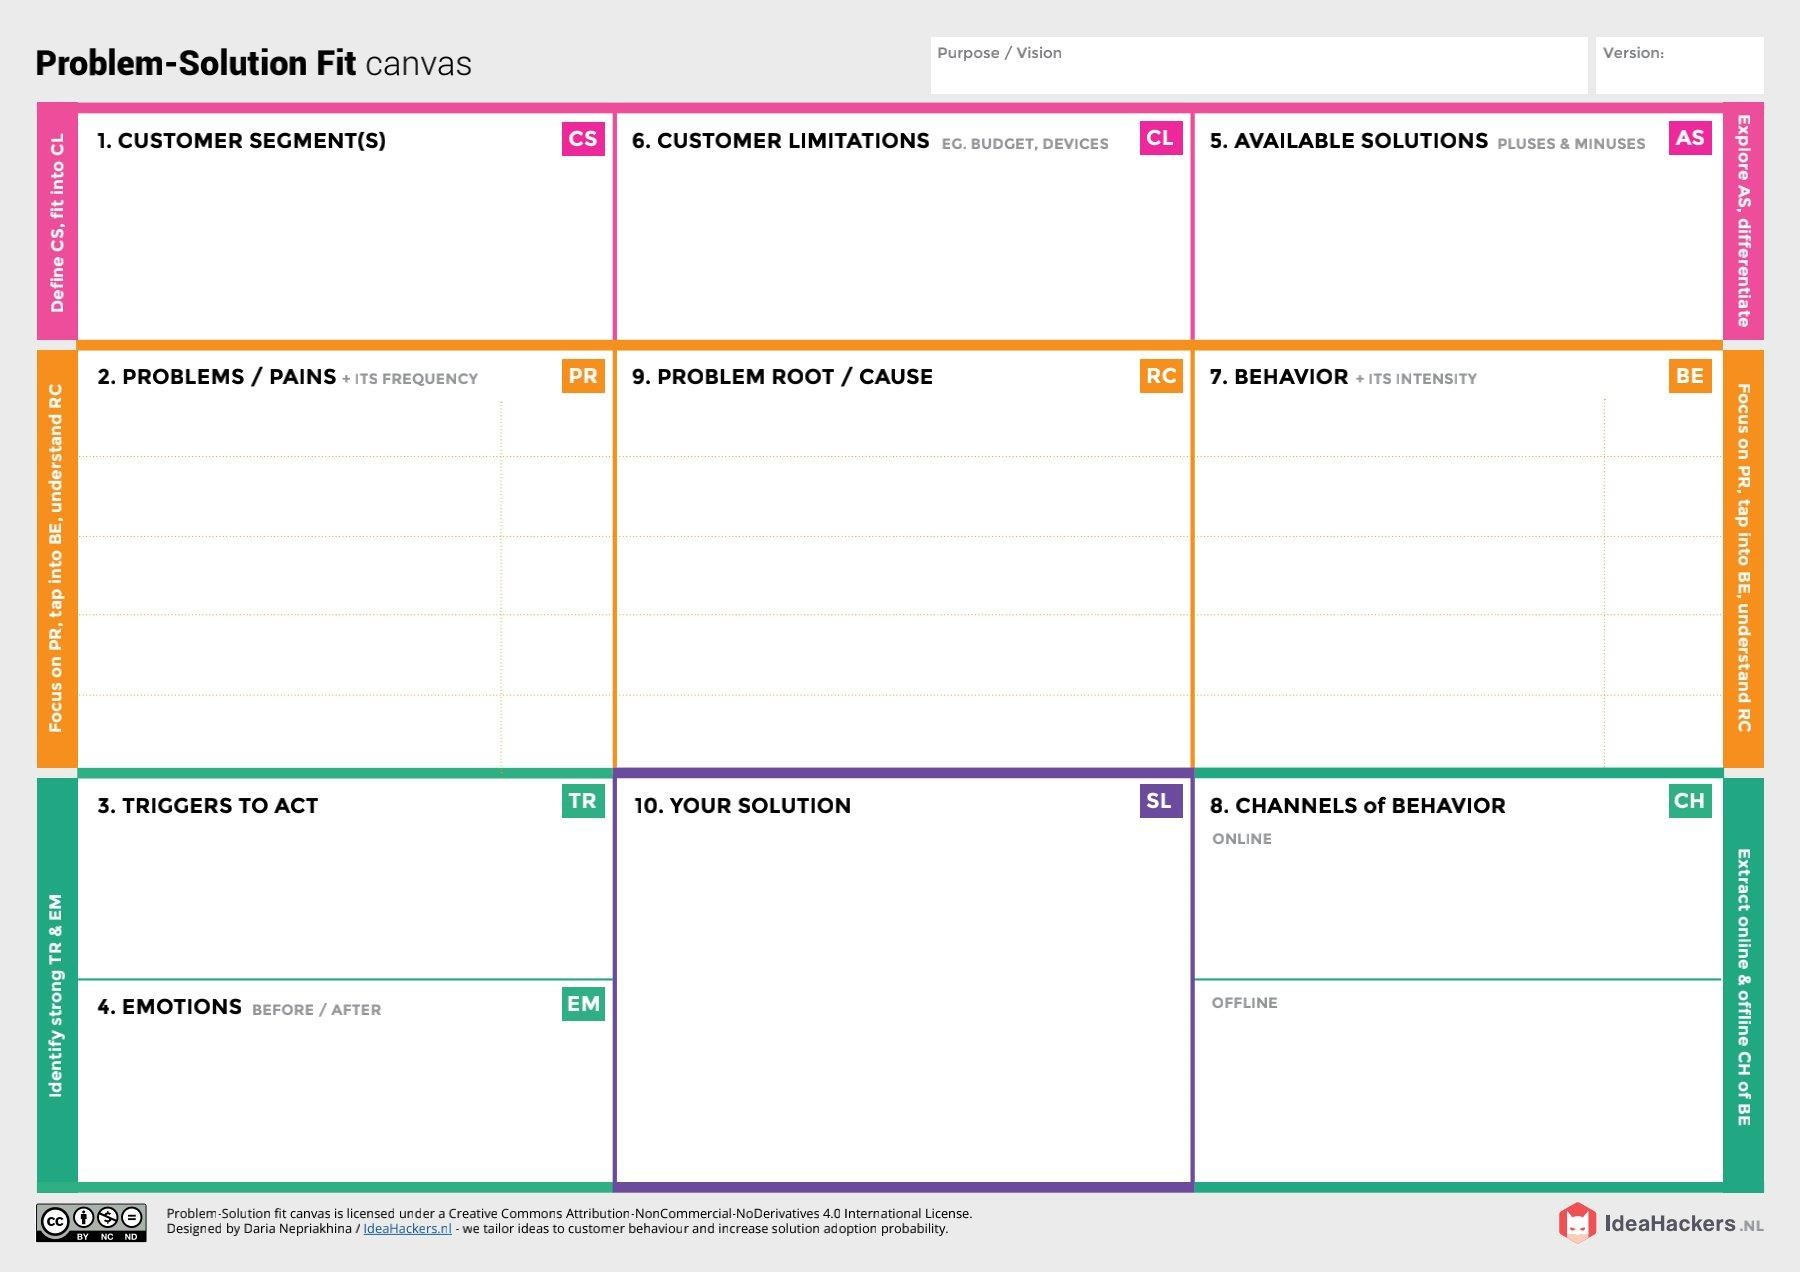 Problem-Solution Fit canvas
Purpose / Vision
Version:
Define CS, fit into CL
1. CUSTOMER SEGMENT(S)
CS
6. CUSTOMER LIMITATIONS EG. BUDGET, DEVICES
CL
5. AVAILABLE SOLUTIONS PLUSES & MINUSES
AS
Explore AS, differentiate
Focus on PR, tap into BE, understand RC
2. PROBLEMS / PAINS + ITS FREQUENCY
PR
9. PROBLEM ROOT / CAUSE
RC
7. BEHAVIOR + ITS INTENSITY
BE
Focus on PR, tap into BE, understand RC
Identify strong TR & EM
3. TRIGGERS TO ACT
TR
4. EMOTIONS BEFORE / AFTER
EM
10. YOUR SOLUTION
SL
8. CHANNELS of BEHAVIOR
CH
ONLINE
OFFLINE
Extract online & offline CH of BE
cc
BY NC ND
Problem-Solution fit canvas is licensed under a Creative Commons Attribution-NonCommercial-NoDerivatives 4.0 International License.
Designed by Daria Nepriakhina / IdeaHackers.nl - we tailor ideas to customer behaviour and increase solution adoption probability.
IdeaHackers.NL